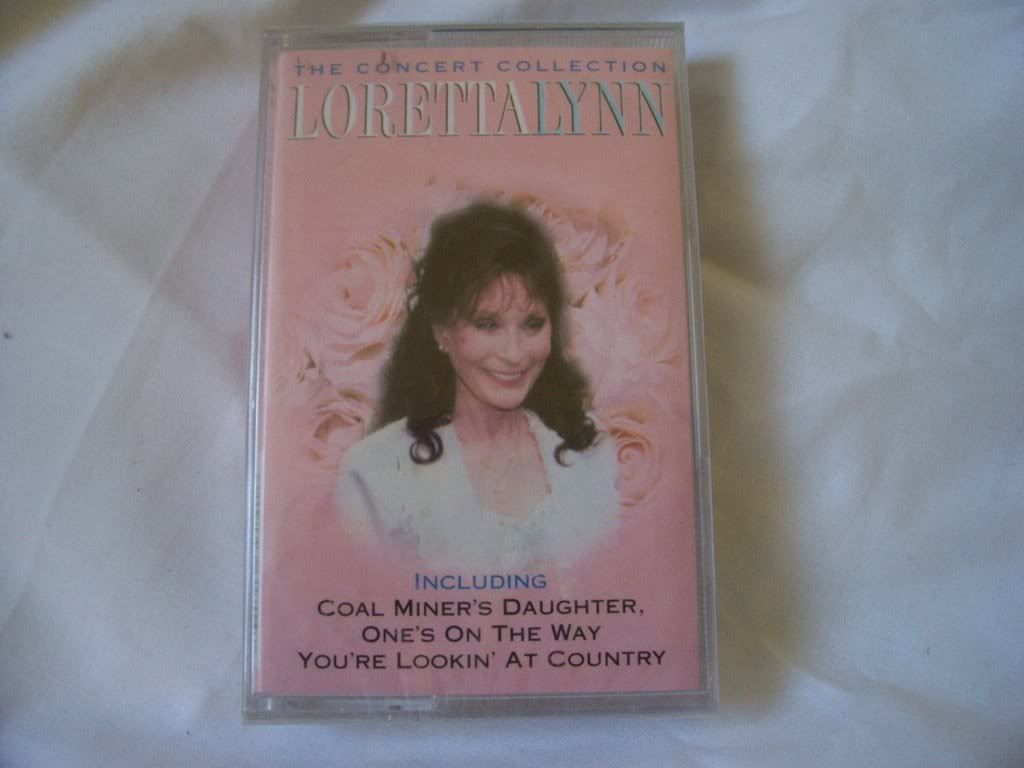 THE CONCERT COLLECTION
LORETTALYNN
INCLUDING
COAL MINER'S DAUGHTER,
ONE'S ON THE WAY
YOU'RE LOOKIN' AT COUNTRY